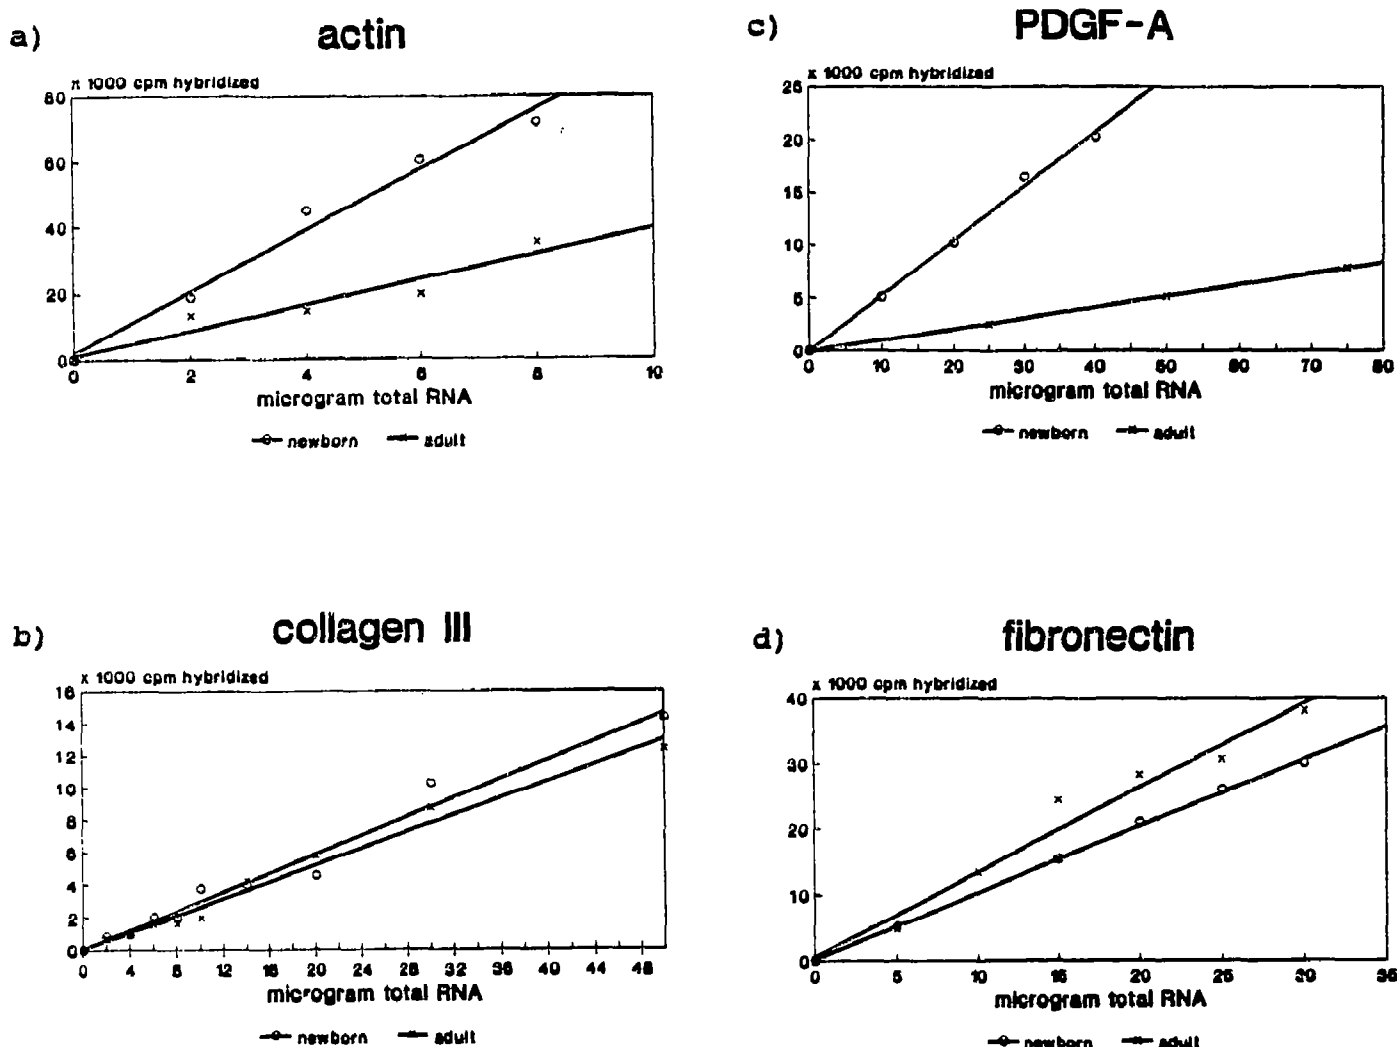 a)
actin
x 1000 cpm hybridized
80
60
40
20
0
0 2 4 6 8 10
microgram total RNA
newborn adult
c)
PDGF-A
x 1000 cpm hybridized
25
20
15
10
5
0
0 10 20 30 40 50 60 70 80
microgram total RNA
newborn adult
b)
collagen III
x 1000 cpm hybridized
16
14
12
10
8
6
4
2
0
0 4 8 12 16 20 24 28 32 36 40 44 48
microgram total RNA
newborn adult
d)
fibronectin
x 1000 cpm hybridized
40
30
20
10
0
0 5 10 15 20 25 30 35
microgram total RNA
newborn adult